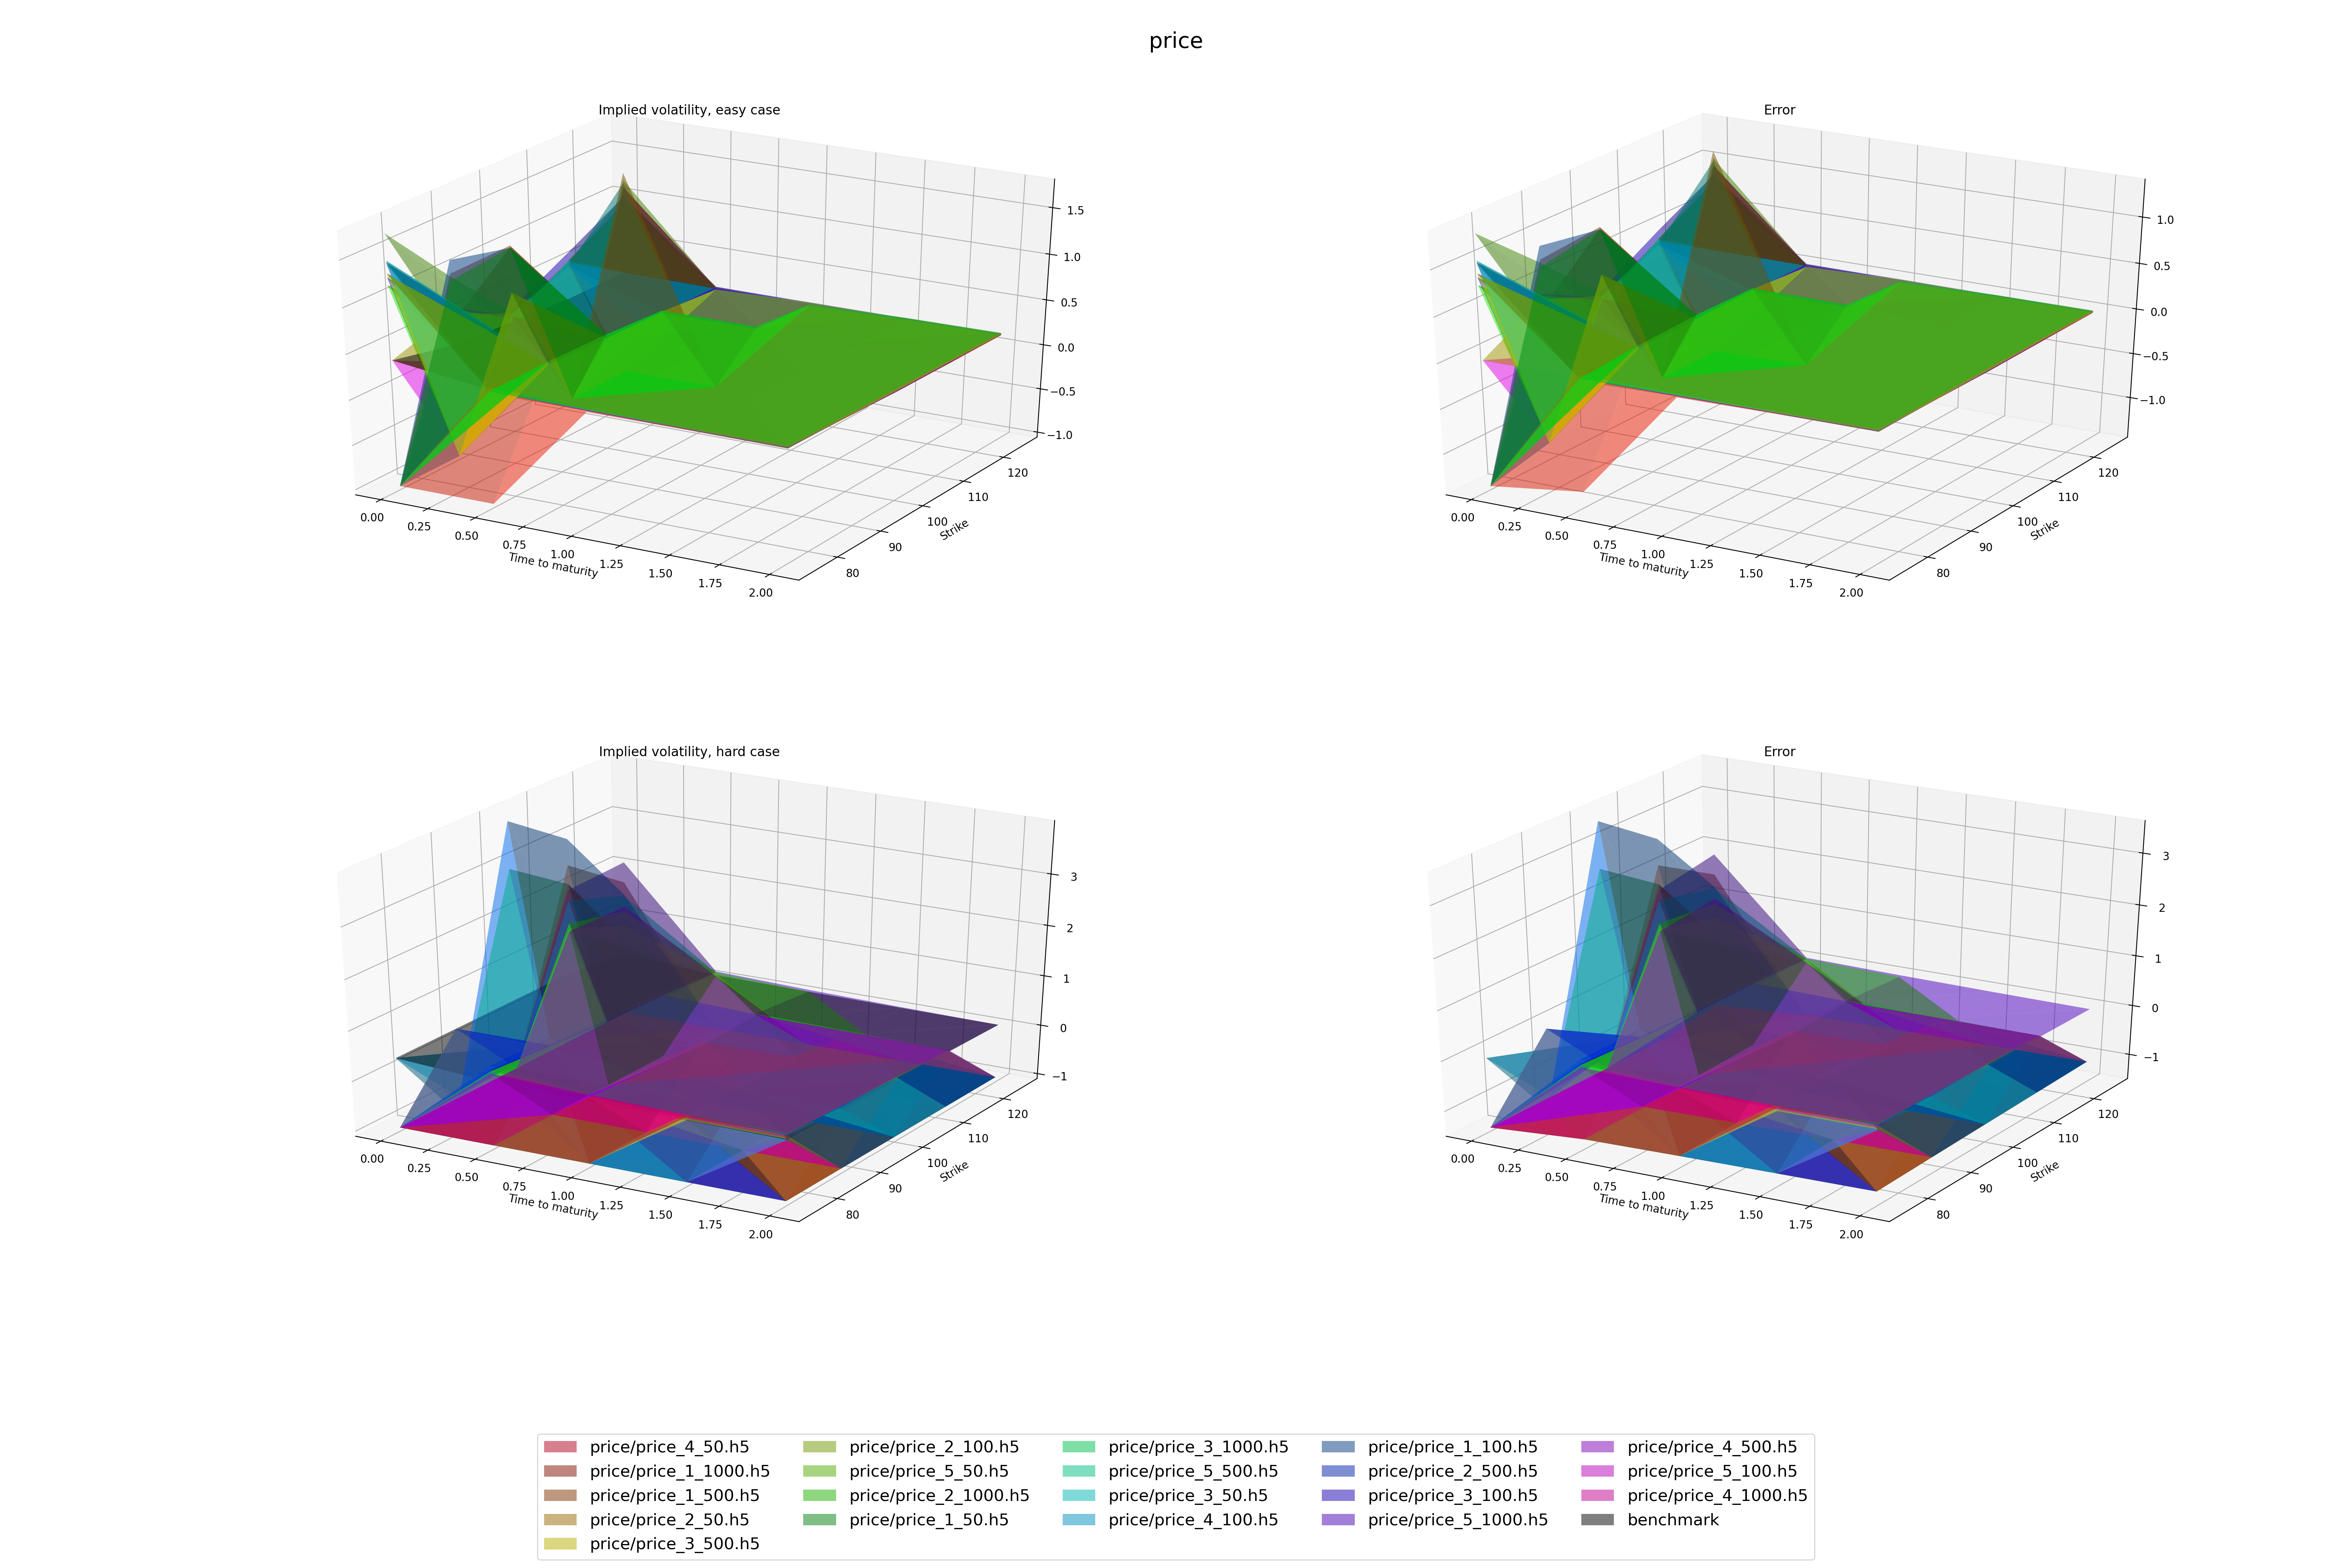 price
Implied volatility, easy case
1.5
1.0
0.5
0.0
−0.5
−1.0
120
110
100
90
80
Strike
0.00
0.25
0.50
0.75
1.00
1.25
1.50
1.75
2.00
Time to maturity
Error
1.0
0.5
0.0
−0.5
−1.0
120
110
100
90
80
Strike
0.00
0.25
0.50
0.75
1.00
1.25
1.50
1.75
2.00
Time to maturity
Implied volatility, hard case
3
2
1
0
−1
120
110
100
90
80
Strike
0.00
0.25
0.50
0.75
1.00
1.25
1.50
1.75
2.00
Time to maturity
Error
3
2
1
0
−1
120
110
100
90
80
Strike
0.00
0.25
0.50
0.75
1.00
1.25
1.50
1.75
2.00
Time to maturity
price/price_4_50.h5
price/price_1_1000.h5
price/price_1_500.h5
price/price_2_50.h5
price/price_3_500.h5
price/price_2_100.h5
price/price_5_50.h5
price/price_2_1000.h5
price/price_1_50.h5
price/price_3_1000.h5
price/price_5_500.h5
price/price_3_50.h5
price/price_4_100.h5
price/price_1_100.h5
price/price_2_500.h5
price/price_3_100.h5
price/price_5_1000.h5
price/price_4_500.h5
price/price_5_100.h5
price/price_4_1000.h5
benchmark